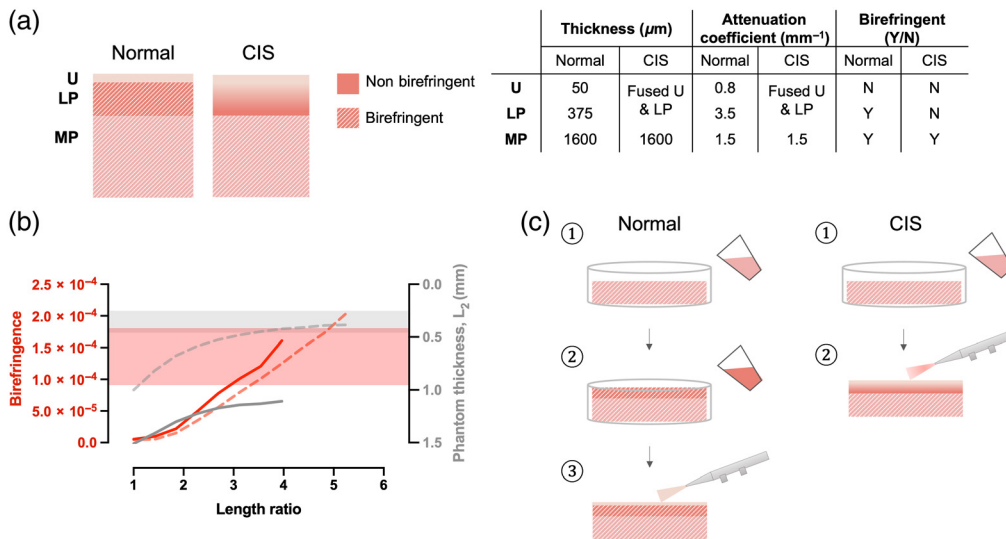 (a)
Normal CIS
U
LP
MP
Non birefringent
Birefringent
Thickness (μm) Attenuation coefficient (mm⁻¹) Birefringent (Y/N)
Normal CIS Normal CIS Normal CIS
U 50 Fused U & LP 0.8 Fused U & LP N N
LP 375 3.5 Y N
MP 1600 1600 1.5 1.5 Y Y
(b)
Birefringence
2.5 × 10⁻⁴
2.0 × 10⁻⁴
1.5 × 10⁻⁴
1.0 × 10⁻⁴
5.0 × 10⁻⁵
0.0
0.0
0.5
1.0
1.5
Phantom thickness, L₂ (mm)
1 2 3 4 5 6
Length ratio
(c)
Normal CIS
① ①
② ②
③